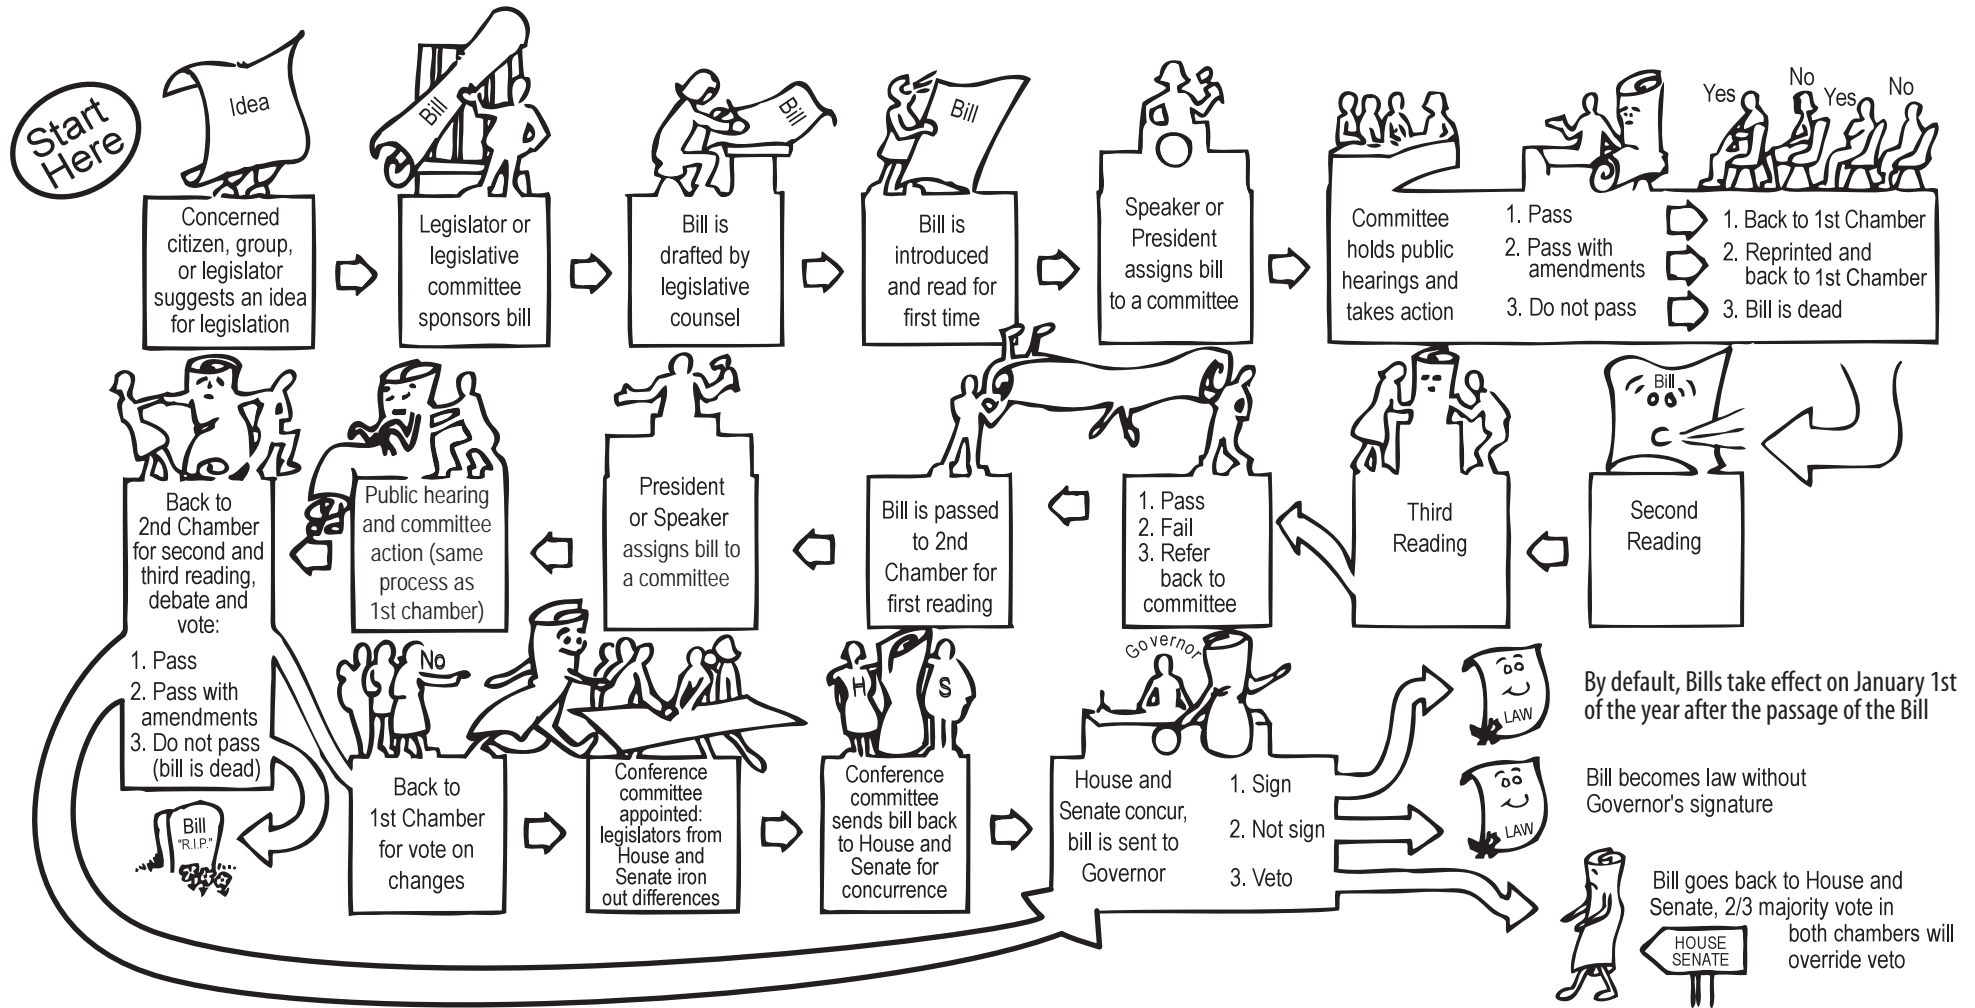 Start
Here
Idea
Concerned
citizen, group,
or legislator
suggests an idea
for legislation
Bill
Legislator or
legislative
committee
sponsors bill
Bill
Bill is
drafted by
legislative
counsel
Bill
Bill is
introduced
and read for
first time
Speaker or
President
assigns bill
to a committee
Committee
holds public
hearings and
takes action
1. Pass
2. Pass with
amendments
3. Do not pass
Yes
No
Yes
No
1. Back to 1st Chamber
2. Reprinted and
back to 1st Chamber
3. Bill is dead
Bill
Second
Reading
Third
Reading
1. Pass
2. Fail
3. Refer
back to
committee
Bill is passed
to 2nd
Chamber for
first reading
President
or Speaker
assigns bill to
a committee
Public hearing
and committee
action (same
process as
1st chamber)
Back to
2nd Chamber
for second and
third reading,
debate and
vote:
1. Pass
2. Pass with
amendments
3. Do not pass
(bill is dead)
Bill
"R.I.P."
No
Back to
1st Chamber
for vote on
changes
Conference
committee
appointed:
legislators from
House and
Senate iron
out differences
H
S
Conference
committee
sends bill back
to House and
Senate for
concurrence
Governor
House and
Senate concur,
bill is sent to
Governor
1. Sign
2. Not sign
3. Veto
LAW
By default, Bills take effect on January 1st
of the year after the passage of the Bill
LAW
Bill becomes law without
Governor's signature
Bill goes back to House and
Senate, 2/3 majority vote in
both chambers will
override veto
HOUSE
SENATE